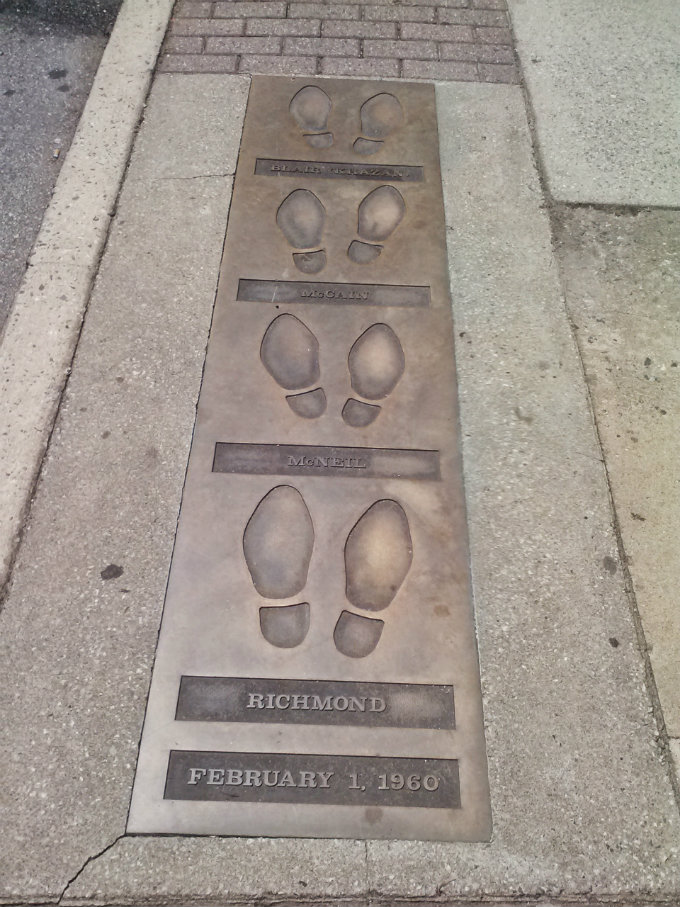 BLAIR (KHAZAN)
McCAIN
McNEIL
RICHMOND
FEBRUARY 1, 1960